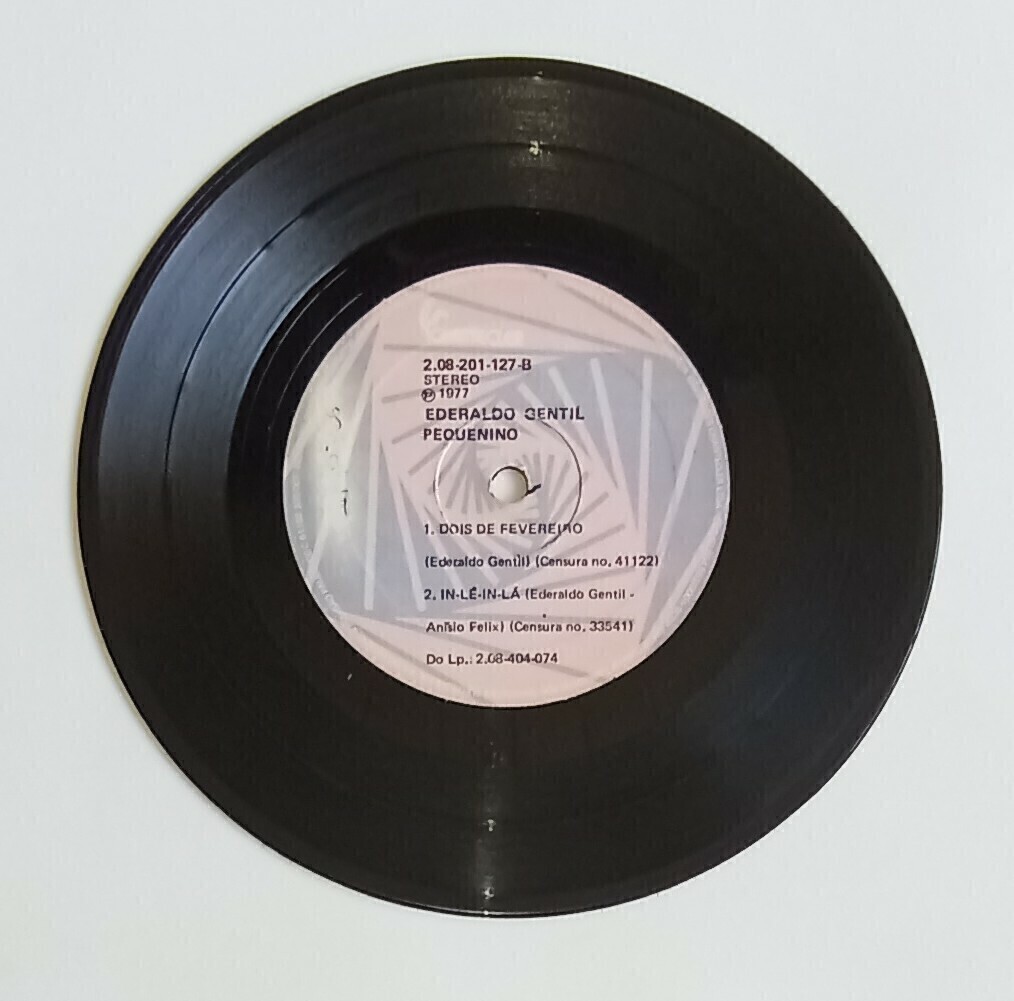 2.08-201-127-B
STEREO
℗ 1977
EDERALDO GENTIL
PEQUENINO
1. DOIS DE FEVEREIRO
(Ederaldo Gentil) (Censura no. 41122)
2. IN-LÊ-IN-LÁ (Ederaldo Gentil -
Anísio Felix) (Censura no. 33541)
Do Lp.: 2.08-404-074